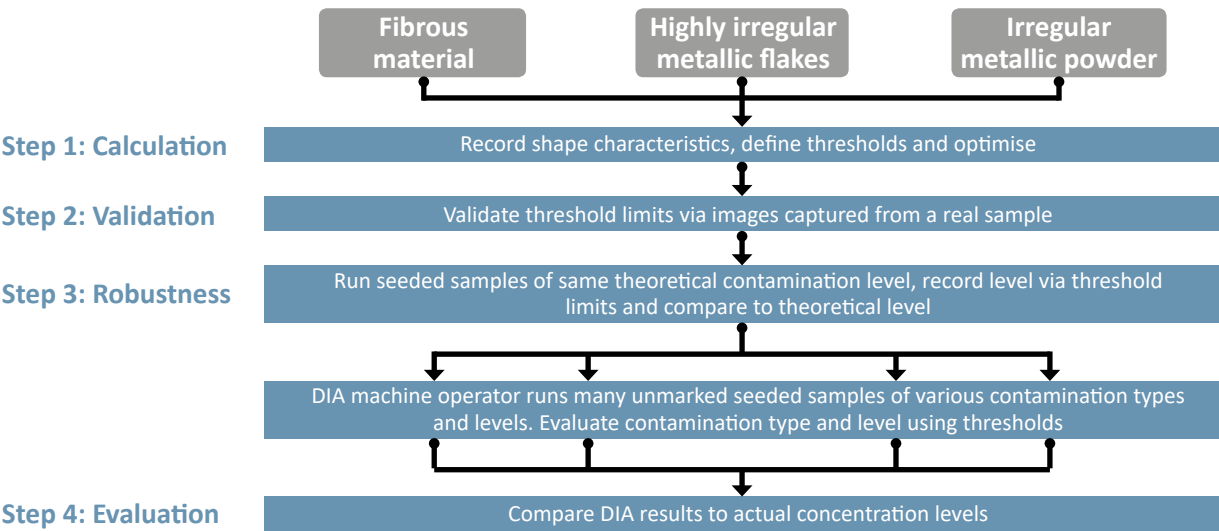 Fibrous
material
Highly irregular
metallic flakes
Irregular
metallic powder
Step 1: Calculation
Record shape characteristics, define thresholds and optimise
Step 2: Validation
Validate threshold limits via images captured from a real sample
Step 3: Robustness
Run seeded samples of same theoretical contamination level, record level via threshold
limits and compare to theoretical level
DIA machine operator runs many unmarked seeded samples of various contamination types
and levels. Evaluate contamination type and level using thresholds
Step 4: Evaluation
Compare DIA results to actual concentration levels